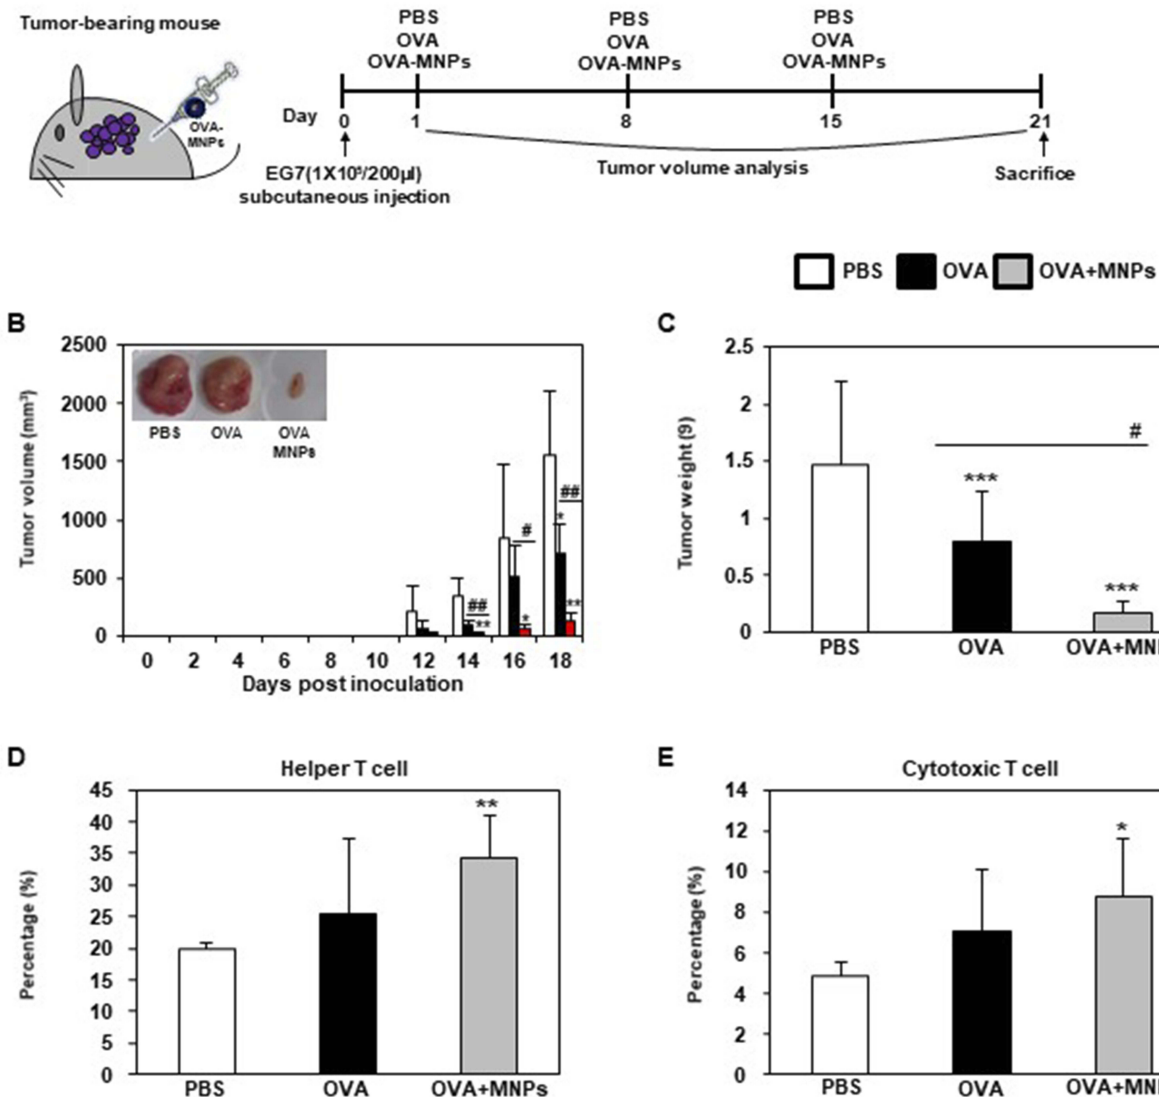 Tumor-bearing mouse
OVA-
MNPs
PBS PBS PBS
OVA OVA OVA
OVA-MNPs OVA-MNPs OVA-MNPs
Day 0 1 8 15 21
EG7(1X10⁵/200µl)
subcutaneous injection
Tumor volume analysis
Sacrifice
PBS OVA OVA+MNPs
B
Tumor volume (mm³)
2500
2000
1500
1000
500
0
PBS OVA OVA
MNPs
##
**
#
*
##
*
**
0 2 4 6 8 10 12 14 16 18
Days post inoculation
C
Tumor weight (9)
2.5
2
1.5
1
0.5
0
#
***
***
PBS OVA OVA+MNP
D
Helper T cell
Percentage (%)
45
40
35
30
25
20
15
10
5
0
**
PBS OVA OVA+MNPs
E
Cytotoxic T cell
Percentage (%)
14
12
10
8
6
4
2
0
*
PBS OVA OVA+MNP